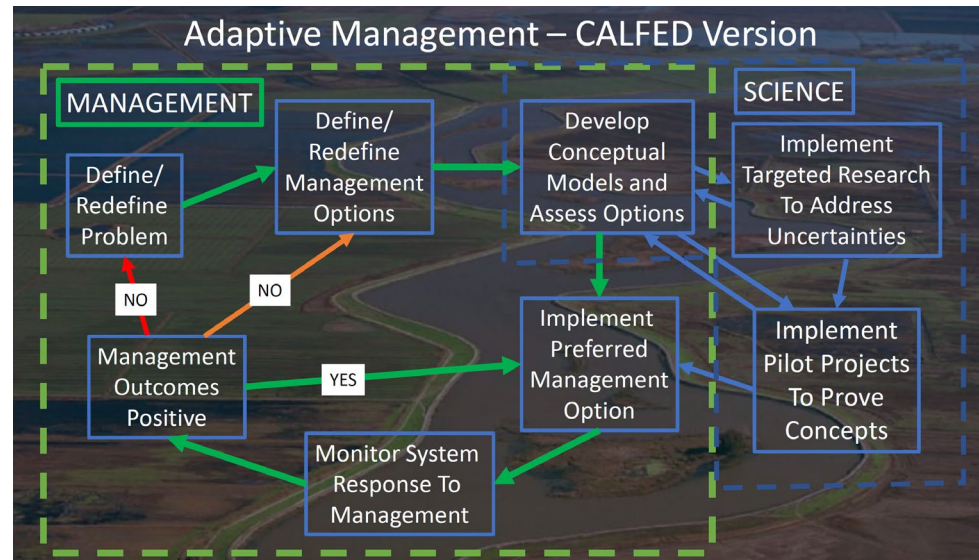 Adaptive Management – CALFED Version
MANAGEMENT
SCIENCE
Define/
Redefine
Problem
Define/
Redefine
Management
Options
Develop
Conceptual
Models and
Assess Options
Implement
Targeted Research
To Address
Uncertainties
NO
NO
Management
Outcomes
Positive
YES
Implement
Preferred
Management
Option
Implement
Pilot Projects
To Prove
Concepts
Monitor System
Response To
Management